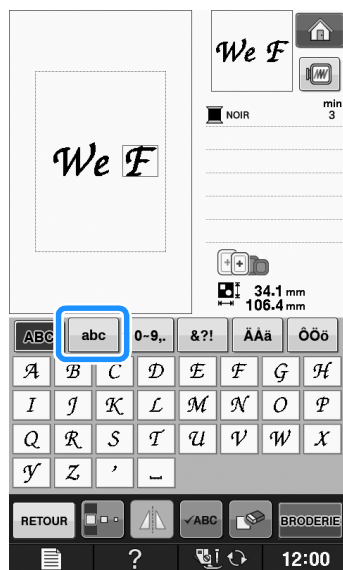 We F
min
NOIR 3
We F
34.1 mm
106.4 mm
ABC abc 0~9,. &?! ÄÅä ÔÖö
A B C D E F G H
I J K L M N O P
Q R S T U V W X
Y Z ’ ⎵
RETOUR ✓ABC BRODERIE
? 12:00